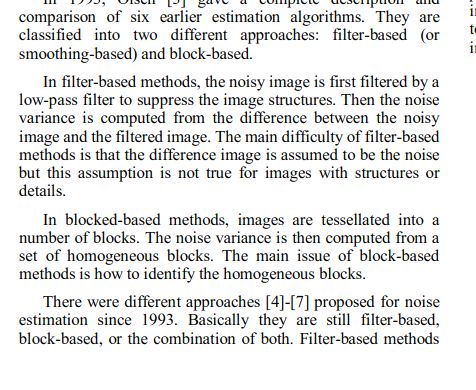 In 1993, Olsen [3] gave a complete description and
comparison of six earlier estimation algorithms. They are
classified into two different approaches: filter-based (or
smoothing-based) and block-based.
In filter-based methods, the noisy image is first filtered by a
low-pass filter to suppress the image structures. Then the noise
variance is computed from the difference between the noisy
image and the filtered image. The main difficulty of filter-based
methods is that the difference image is assumed to be the noise
but this assumption is not true for images with structures or
details.
In blocked-based methods, images are tessellated into a
number of blocks. The noise variance is then computed from a
set of homogeneous blocks. The main issue of block-based
methods is how to identify the homogeneous blocks.
There were different approaches [4]-[7] proposed for noise
estimation since 1993. Basically they are still filter-based,
block-based, or the combination of both. Filter-based methods